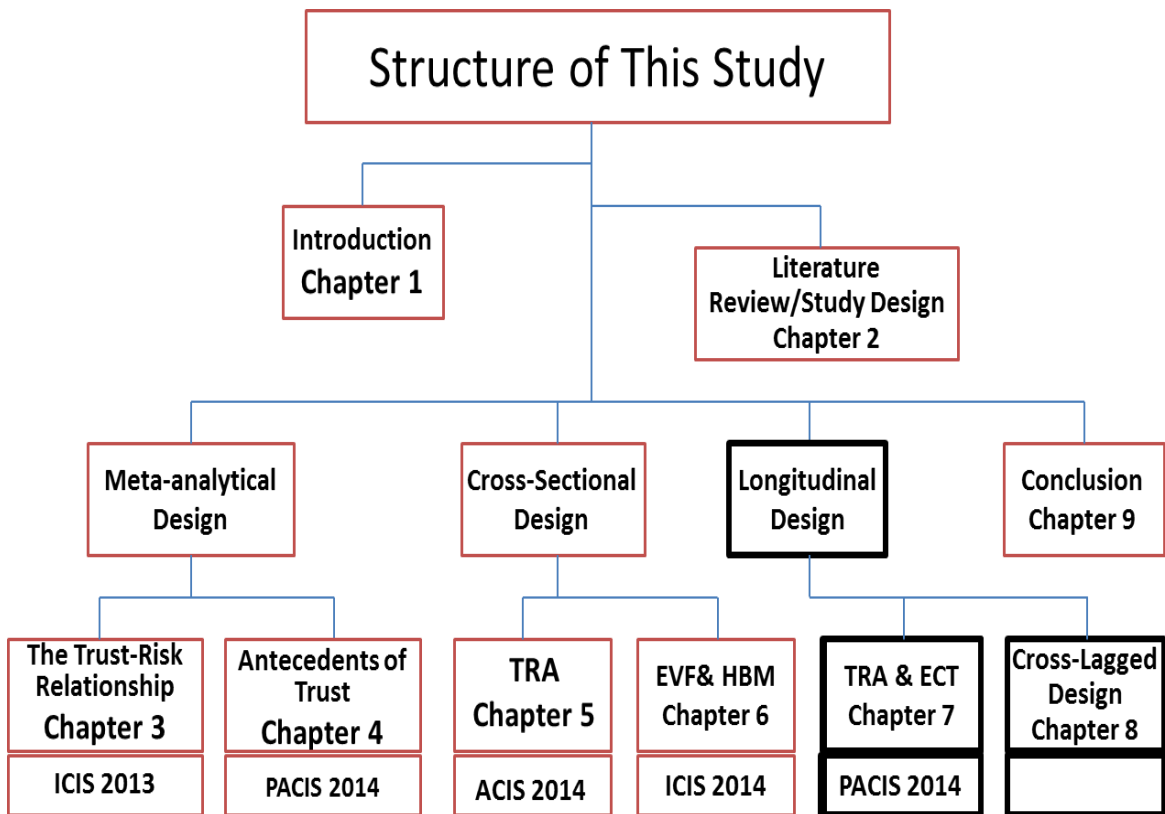 Structure of This Study
Introduction
Chapter 1
Literature
Review/Study Design
Chapter 2
Meta-analytical
Design
Cross-Sectional
Design
Longitudinal
Design
Conclusion
Chapter 9
The Trust-Risk
Relationship
Chapter 3
Antecedents of
Trust
Chapter 4
TRA
Chapter 5
EVF& HBM
Chapter 6
TRA & ECT
Chapter 7
Cross-Lagged
Design
Chapter 8
ICIS 2013
PACIS 2014
ACIS 2014
ICIS 2014
PACIS 2014